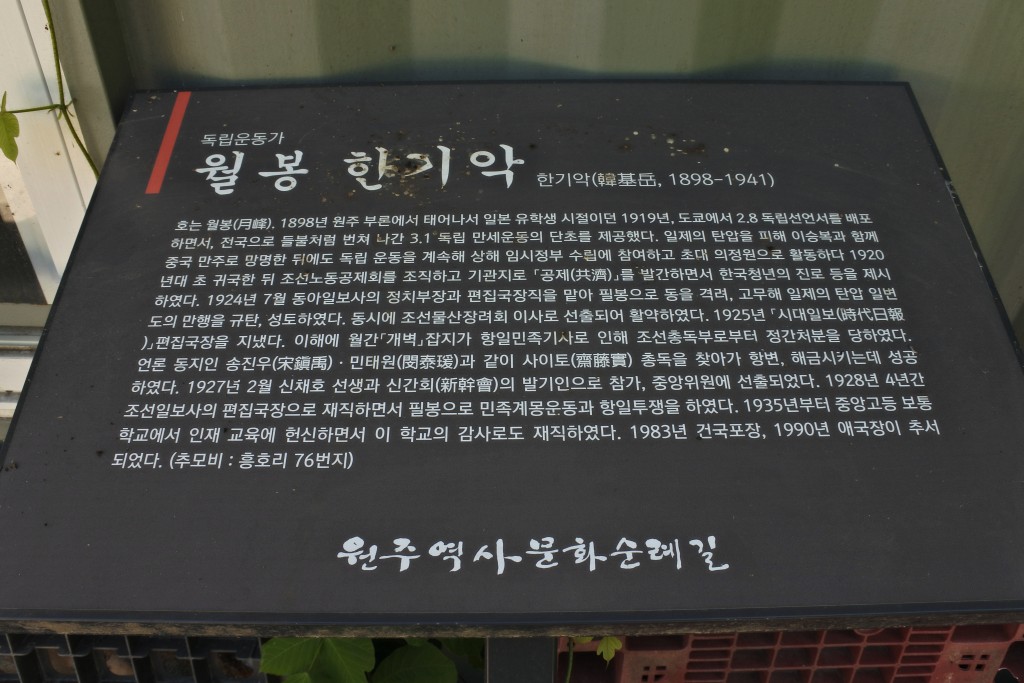 독립운동가
월봉 한기악 한기악(韓基岳, 1898-1941)
호는 월봉(月峰). 1898년 원주 부론에서 태어나서 일본 유학생 시절이던 1919년, 도쿄에서 2.8 독립선언서를 배포
하면서, 전국으로 들불처럼 번져 나간 3.1 독립 만세운동의 단초를 제공했다. 일제의 탄압을 피해 이승복과 함께
중국 만주로 망명한 뒤에도 독립 운동을 계속해 상해 임시정부 수립에 참여하고 초대 의정원으로 활동하다 1920
년대 초 귀국한 뒤 조선노동공제회를 조직하고 기관지로 「공제(共濟)」를 발간하면서 한국청년의 진로 등을 제시
하였다. 1924년 7월 동아일보사의 정치부장과 편집국장직을 맡아 필봉으로 동을 격려, 고무해 일제의 탄압 일변
도의 만행을 규탄, 성토하였다. 동시에 조선물산장려회 이사로 선출되어 활약하였다. 1925년 「시대일보(時代日報
)」편집국장을 지냈다. 이해에 월간「개벽」잡지가 항일민족기사로 인해 조선총독부로부터 정간처분을 당하였다.
언론 동지인 송진우(宋鎭禹) · 민태원(閔泰瑗)과 같이 사이토(齋藤實) 총독을 찾아가 항변, 해금시키는데 성공
하였다. 1927년 2월 신채호 선생과 신간회(新幹會)의 발기인으로 참가, 중앙위원에 선출되었다. 1928년 4년간
조선일보사의 편집국장으로 재직하면서 필봉으로 민족계몽운동과 항일투쟁을 하였다. 1935년부터 중앙고등 보통
학교에서 인재 교육에 헌신하면서 이 학교의 감사로도 재직하였다. 1983년 건국포장, 1990년 애국장이 추서
되었다. (추모비 : 흥호리 76번지)
원주역사문화순례길